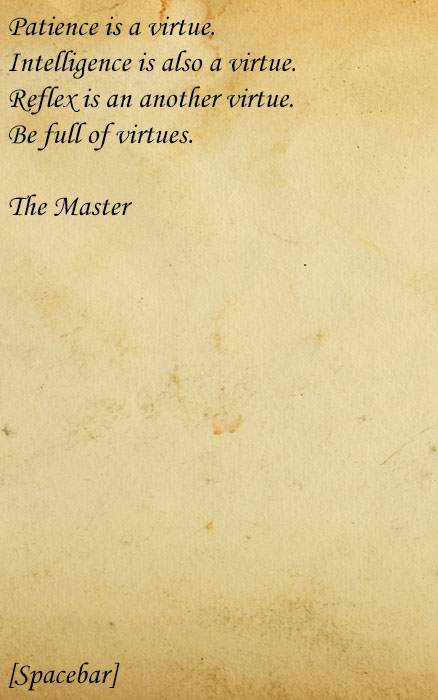 Patience is a virtue.
Intelligence is also a virtue.
Reflex is an another virtue.
Be full of virtues.
The Master
[Spacebar]